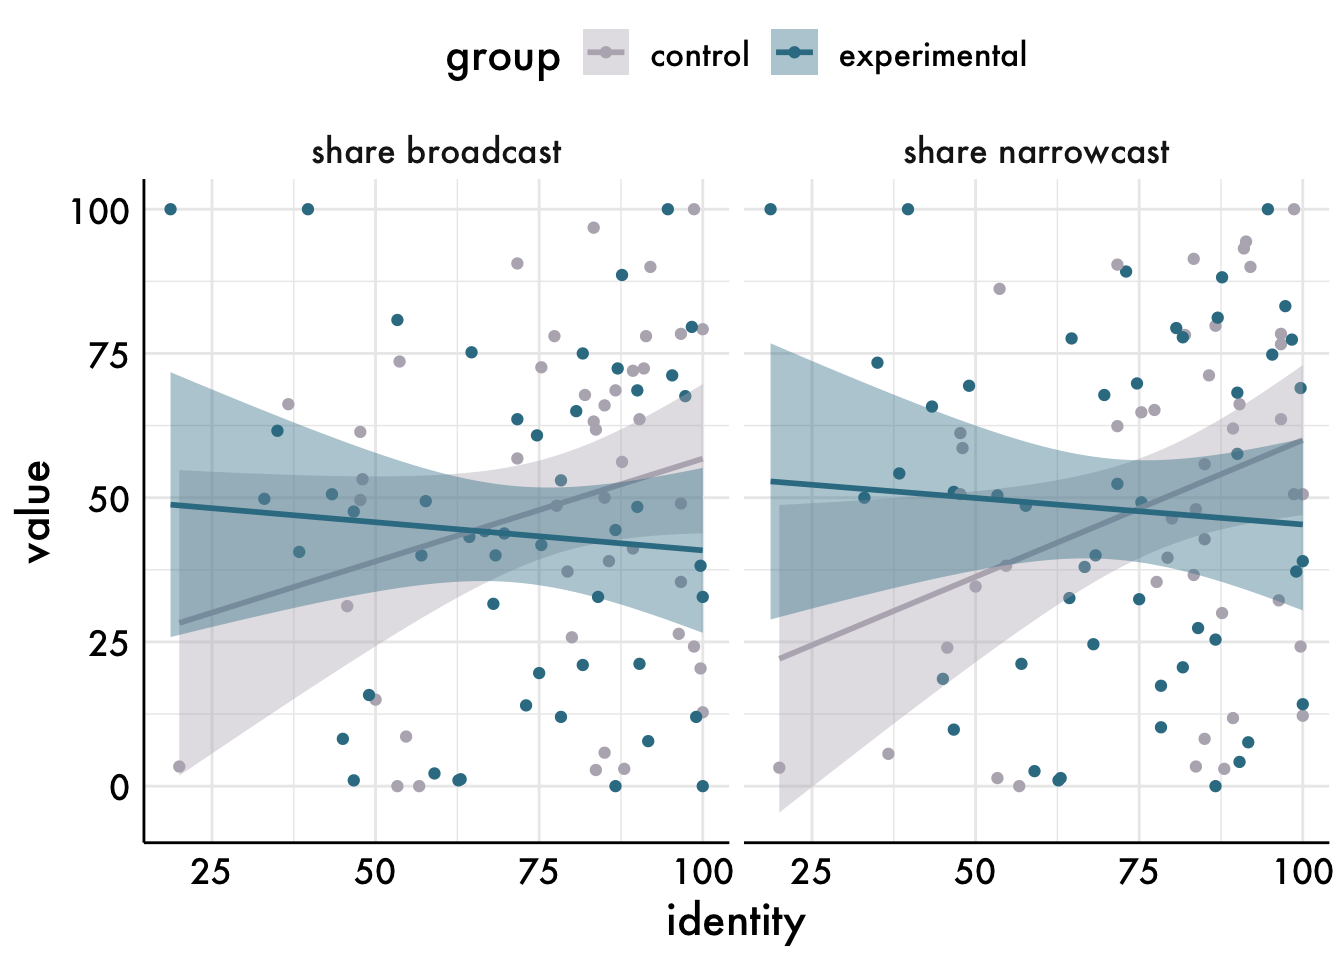 group control experimental
share broadcast share narrowcast
100
75
50
25
0
value
25 50 75 100 25 50 75 100
identity